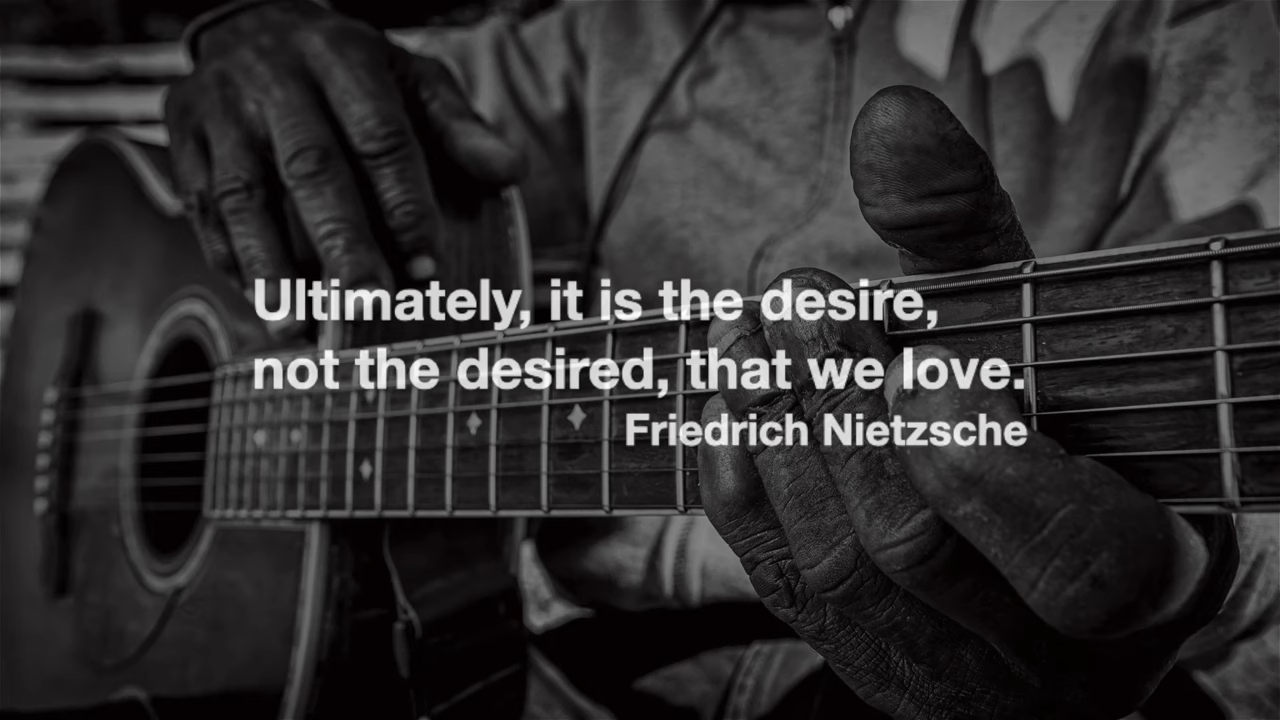 Ultimately, it is the desire,
not the desired, that we love.
Friedrich Nietzsche